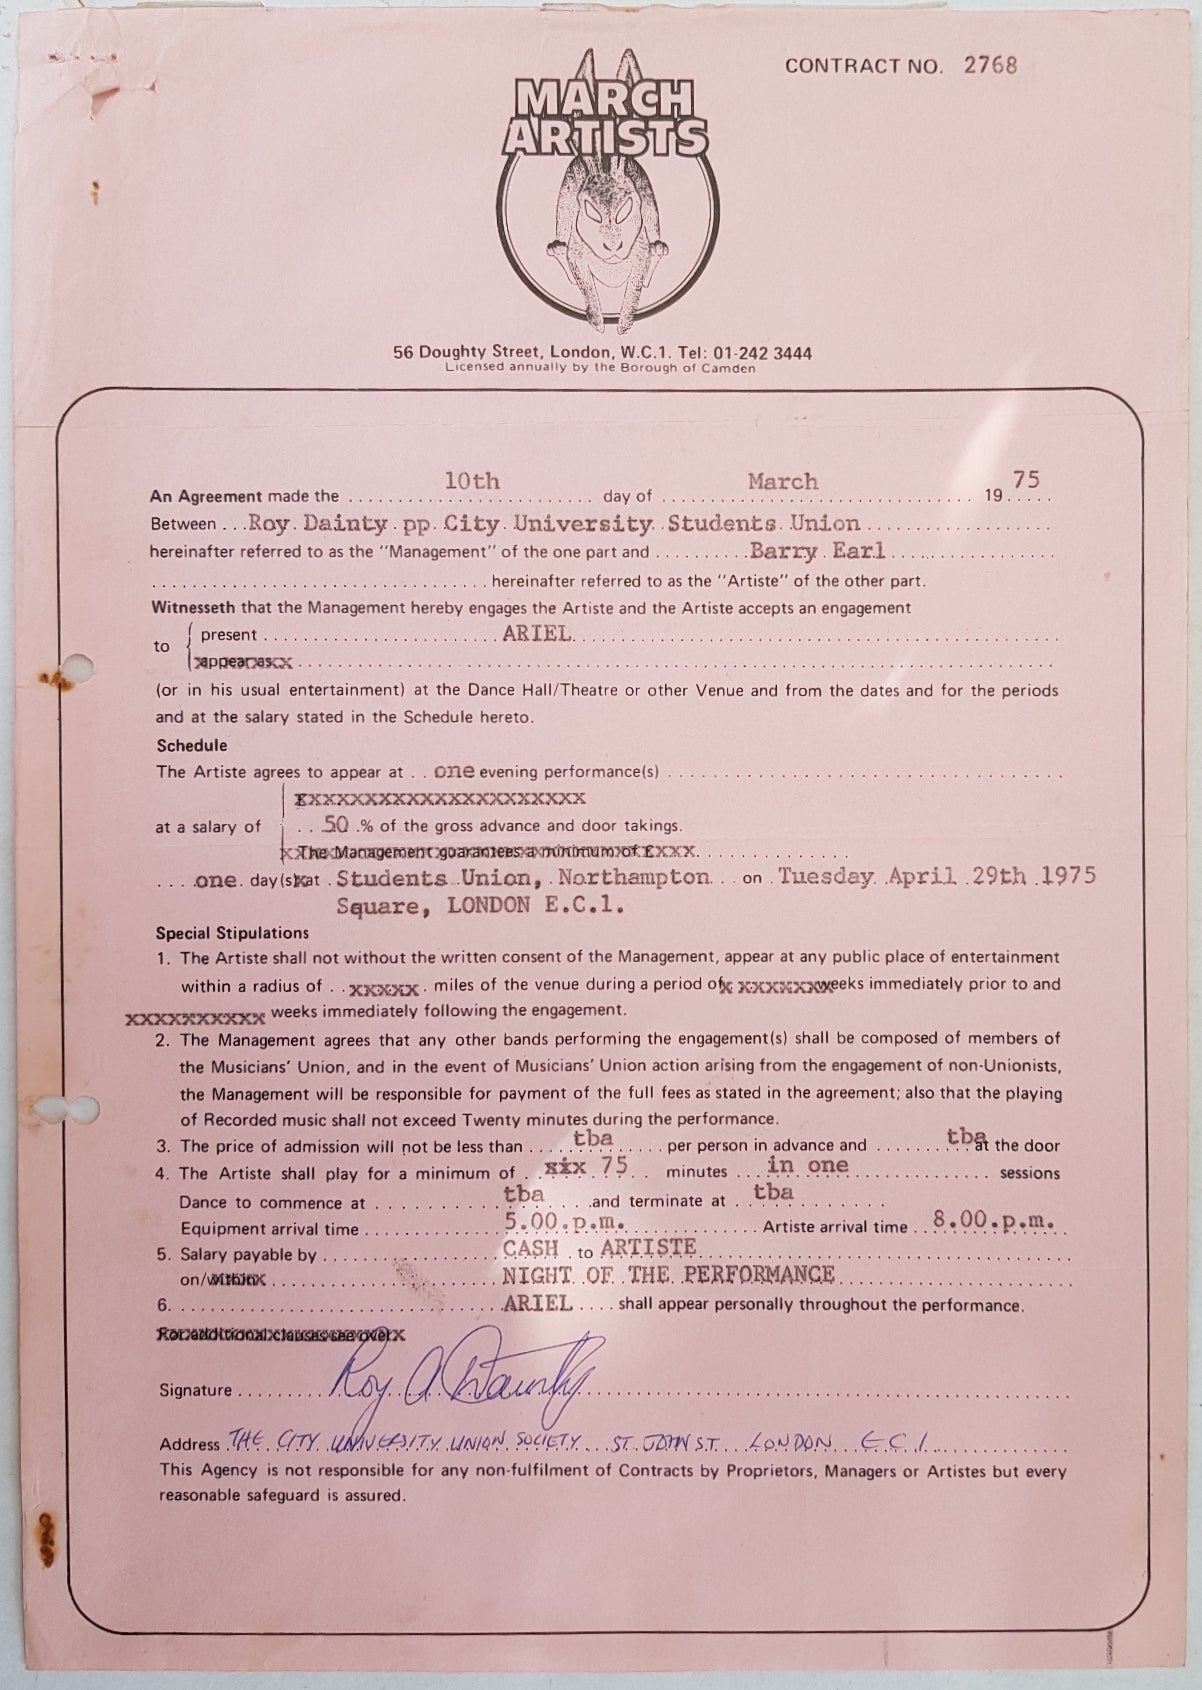 CONTRACT NO. 2768
MARCH
ARTISTS
56 Doughty Street, London, W.C.1. Tel: 01-242 3444
Licensed annually by the Borough of Camden
An Agreement made the 10th day of March 19 75
Between Roy Dainty pp City University Students Union
hereinafter referred to as the "Management" of the one part and Barry Earl
hereinafter referred to as the "Artiste" of the other part.
Witnesseth that the Management hereby engages the Artiste and the Artiste accepts an engagement
to present ARIEL
appear as
(or in his usual entertainment) at the Dance Hall/Theatre or other Venue and from the dates and for the periods
and at the salary stated in the Schedule hereto.
Schedule
The Artiste agrees to appear at one evening performance(s)
xxxxxxxxxxxxxxxxxxxxx
at a salary of 50 % of the gross advance and door takings.
The Management guarantees a minimum of £xxx
one day(s) at Students Union, Northampton on Tuesday April 29th 1975
Square, LONDON E.C.1.
Special Stipulations
1. The Artiste shall not without the written consent of the Management, appear at any public place of entertainment
within a radius of xxxxx miles of the venue during a period of xxxxxxx weeks immediately prior to and
xxxxxxxxxx weeks immediately following the engagement.
2. The Management agrees that any other bands performing the engagement(s) shall be composed of members of
the Musicians' Union, and in the event of Musicians' Union action arising from the engagement of non-Unionists,
the Management will be responsible for payment of the full fees as stated in the agreement; also that the playing
of Recorded music shall not exceed Twenty minutes during the performance.
3. The price of admission will not be less than tba per person in advance and tba at the door
4. The Artiste shall play for a minimum of six 75 minutes in one sessions
Dance to commence at tba and terminate at tba
Equipment arrival time 5.00.p.m. Artiste arrival time 8.00.p.m.
5. Salary payable by CASH to ARTISTE
on/within NIGHT OF THE PERFORMANCE
6. ARIEL shall appear personally throughout the performance.
For additional clauses see over
Signature Roy A
Address THE CITY UNIVERSITY UNION SOCIETY ST. JOHN ST. LONDON E.C.1.
This Agency is not responsible for any non-fulfilment of Contracts by Proprietors, Managers or Artistes but every
reasonable safeguard is assured.